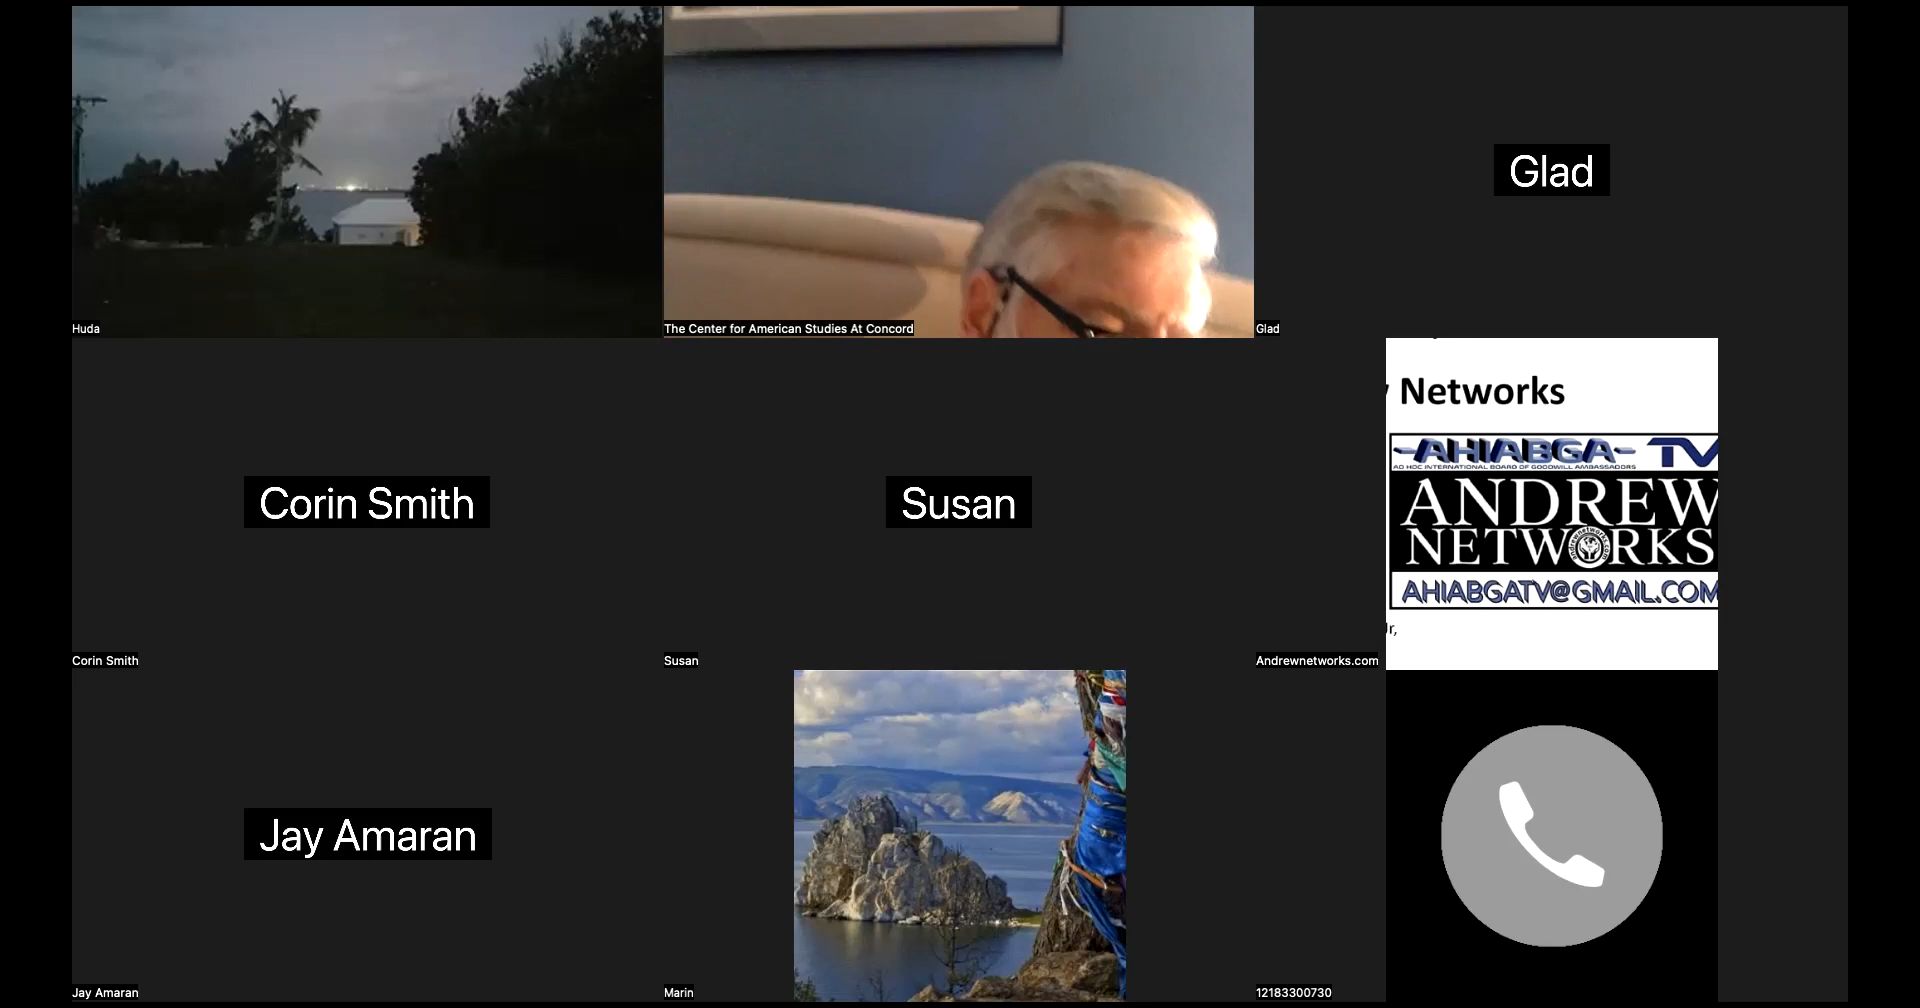 Glad
Huda
The Center for American Studies At Concord
Glad
Networks
-AHIABGA- TV
AD HOC INTERNATIONAL BOARD OF GOODWILL AMBASSADORS
ANDREW
NETWORKS
AHIABGATV@GMAIL.COM
Jr,
Corin Smith
Susan
Corin Smith
Susan
Andrewnetworks.com
Jay Amaran
Jay Amaran
Marin
12183300730